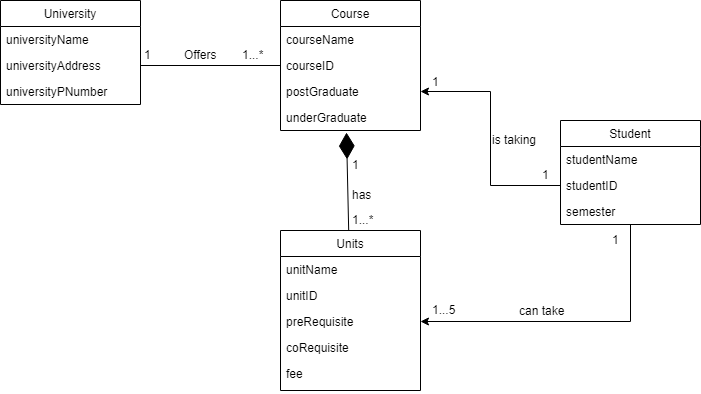 University
universityName
universityAddress
universityPNumber
1
Offers
1...*
Course
courseName
courseID
postGraduate
underGraduate
1
is taking
1
Student
studentName
studentID
semester
1
has
1...*
Units
unitName
unitID
preRequisite
coRequisite
fee
1
can take
1...5